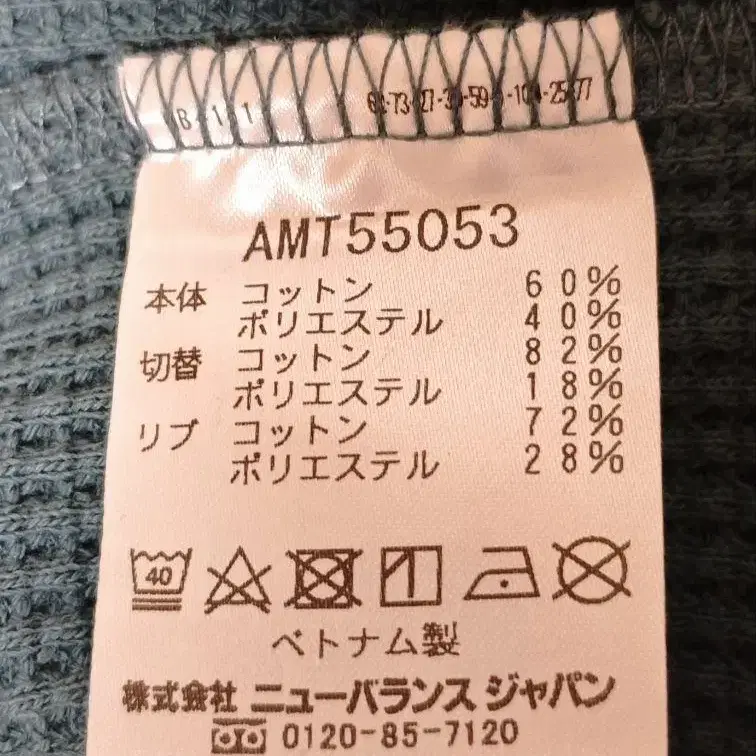 AMT55053
本体 コットン 60%
ポリエステル 40%
切替 コットン 82%
ポリエステル 18%
リブ コットン 72%
ポリエステル 28%
40
ベトナム製
株式会社 ニューバランス ジャパン
0120-85-7120